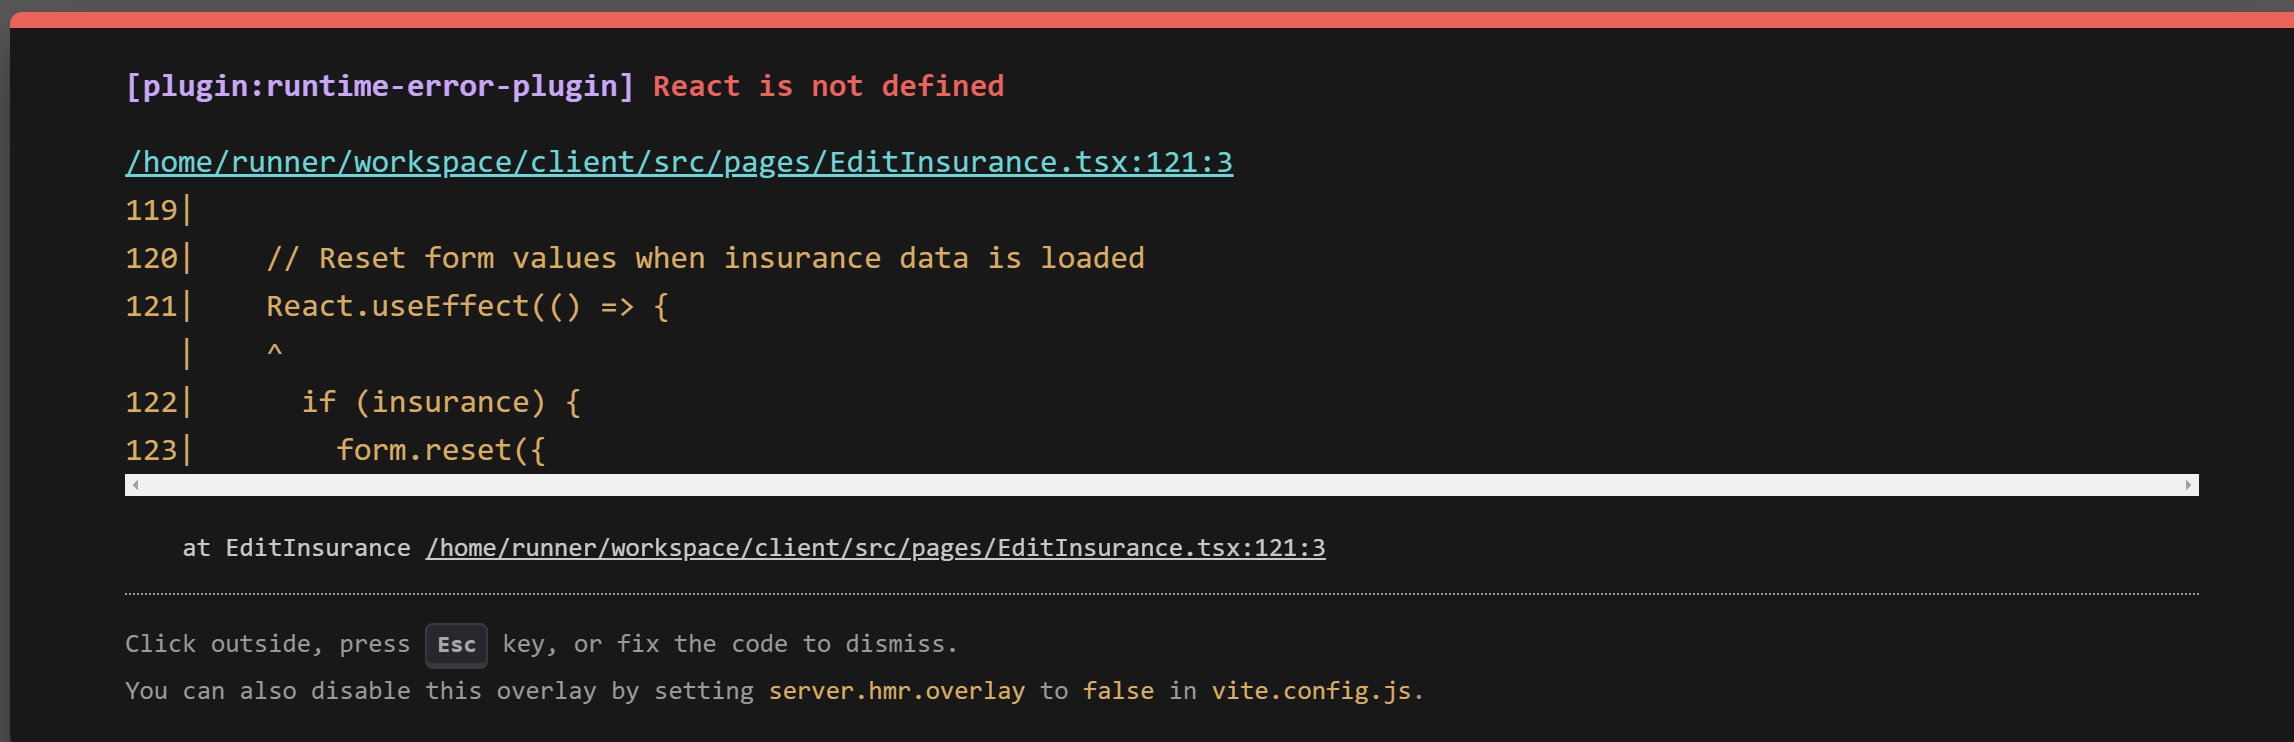 [plugin:runtime-error-plugin] React is not defined
/home/runner/workspace/client/src/pages/EditInsurance.tsx:121:3
119|
120|    // Reset form values when insurance data is loaded
121|    React.useEffect(() => {
   |    ^
122|      if (insurance) {
123|        form.reset({
at EditInsurance /home/runner/workspace/client/src/pages/EditInsurance.tsx:121:3
Click outside, press Esc key, or fix the code to dismiss.
You can also disable this overlay by setting server.hmr.overlay to false in vite.config.js.